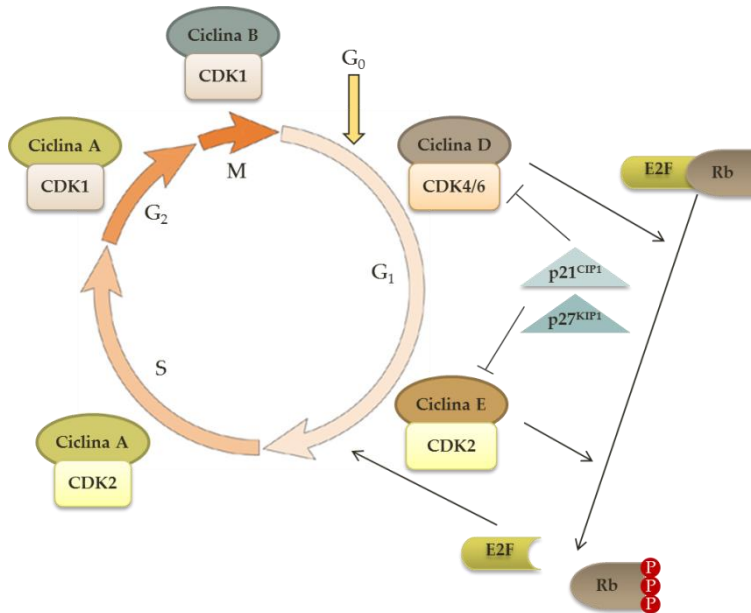 Ciclina B
CDK1
G₀
Ciclina A
CDK1
M
Ciclina D
CDK4/6
E2F
Rb
G₂
G₁
p21ᶜᴵᴾ¹
p27ᴷᴵᴾ¹
S
Ciclina E
CDK2
Ciclina A
CDK2
E2F
Rb
P
P
P